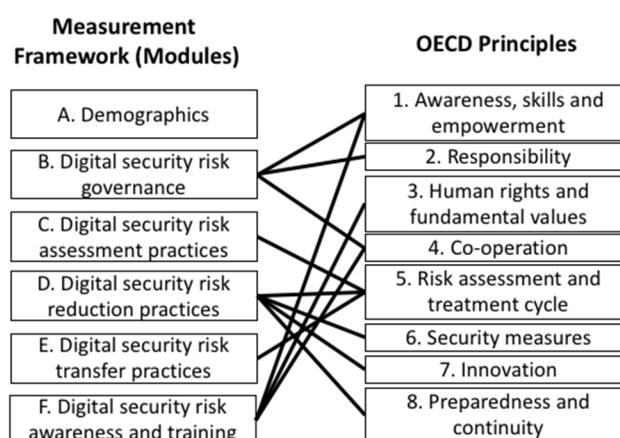 Measurement
Framework (Modules)
OECD Principles
A. Demographics
B. Digital security risk
governance
C. Digital security risk
assessment practices
D. Digital security risk
reduction practices
E. Digital security risk
transfer practices
F. Digital security risk
awareness and training
1. Awareness, skills and
empowerment
2. Responsibility
3. Human rights and
fundamental values
4. Co-operation
5. Risk assessment and
treatment cycle
6. Security measures
7. Innovation
8. Preparedness and
continuity